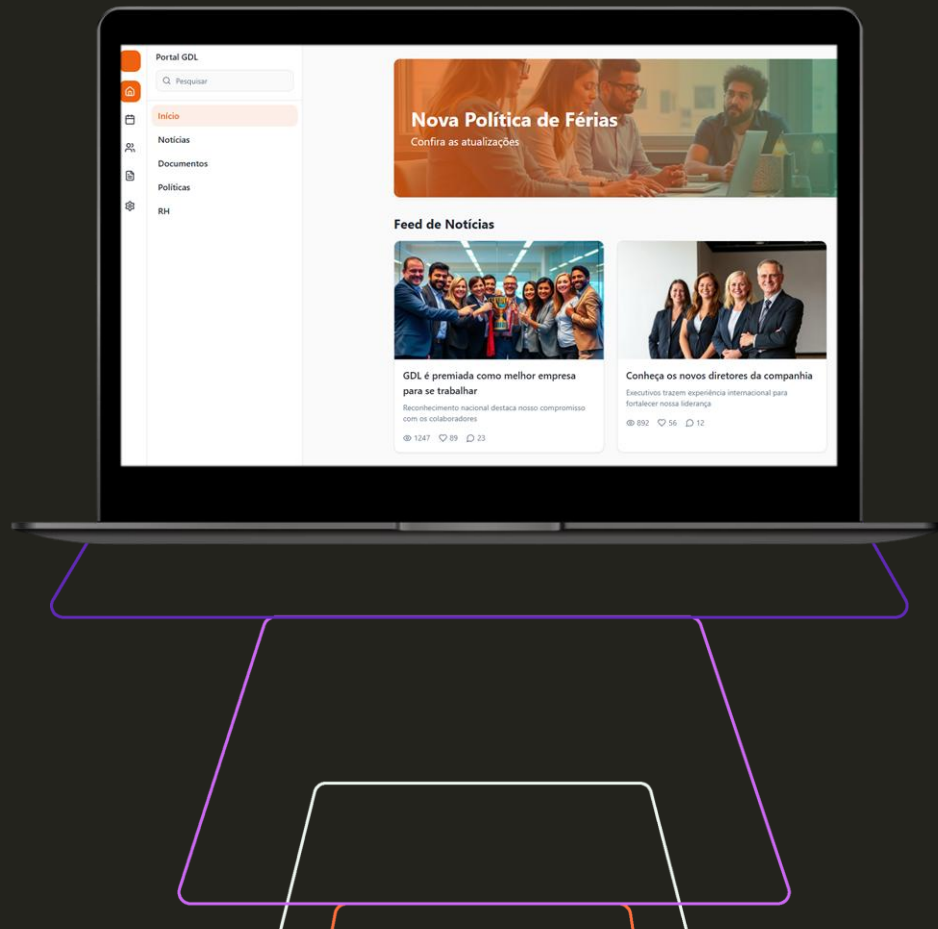 Portal GDL
Pesquisar
Início
Notícias
Documentos
Políticas
RH
Nova Política de Férias
Confira as atualizações
Feed de Notícias
GDL é premiada como melhor empresa
para se trabalhar
Reconhecimento nacional destaca nosso compromisso
com os colaboradores
1247 89 23
Conheça os novos diretores da companhia
Executivos trazem experiência internacional para
fortalecer nossa liderança
892 56 12